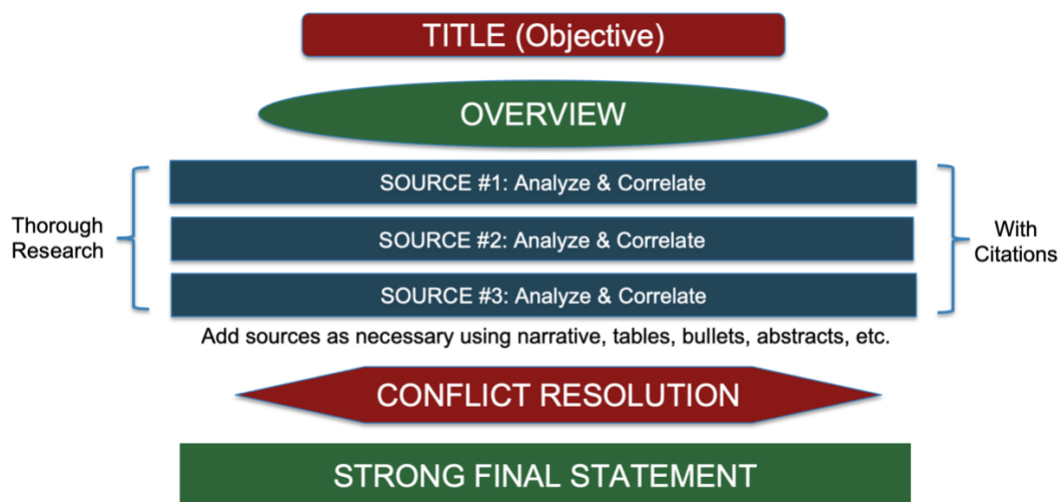 TITLE (Objective)
OVERVIEW
SOURCE #1: Analyze & Correlate
Thorough
Research
SOURCE #2: Analyze & Correlate
With
Citations
SOURCE #3: Analyze & Correlate
Add sources as necessary using narrative, tables, bullets, abstracts, etc.
CONFLICT RESOLUTION
STRONG FINAL STATEMENT